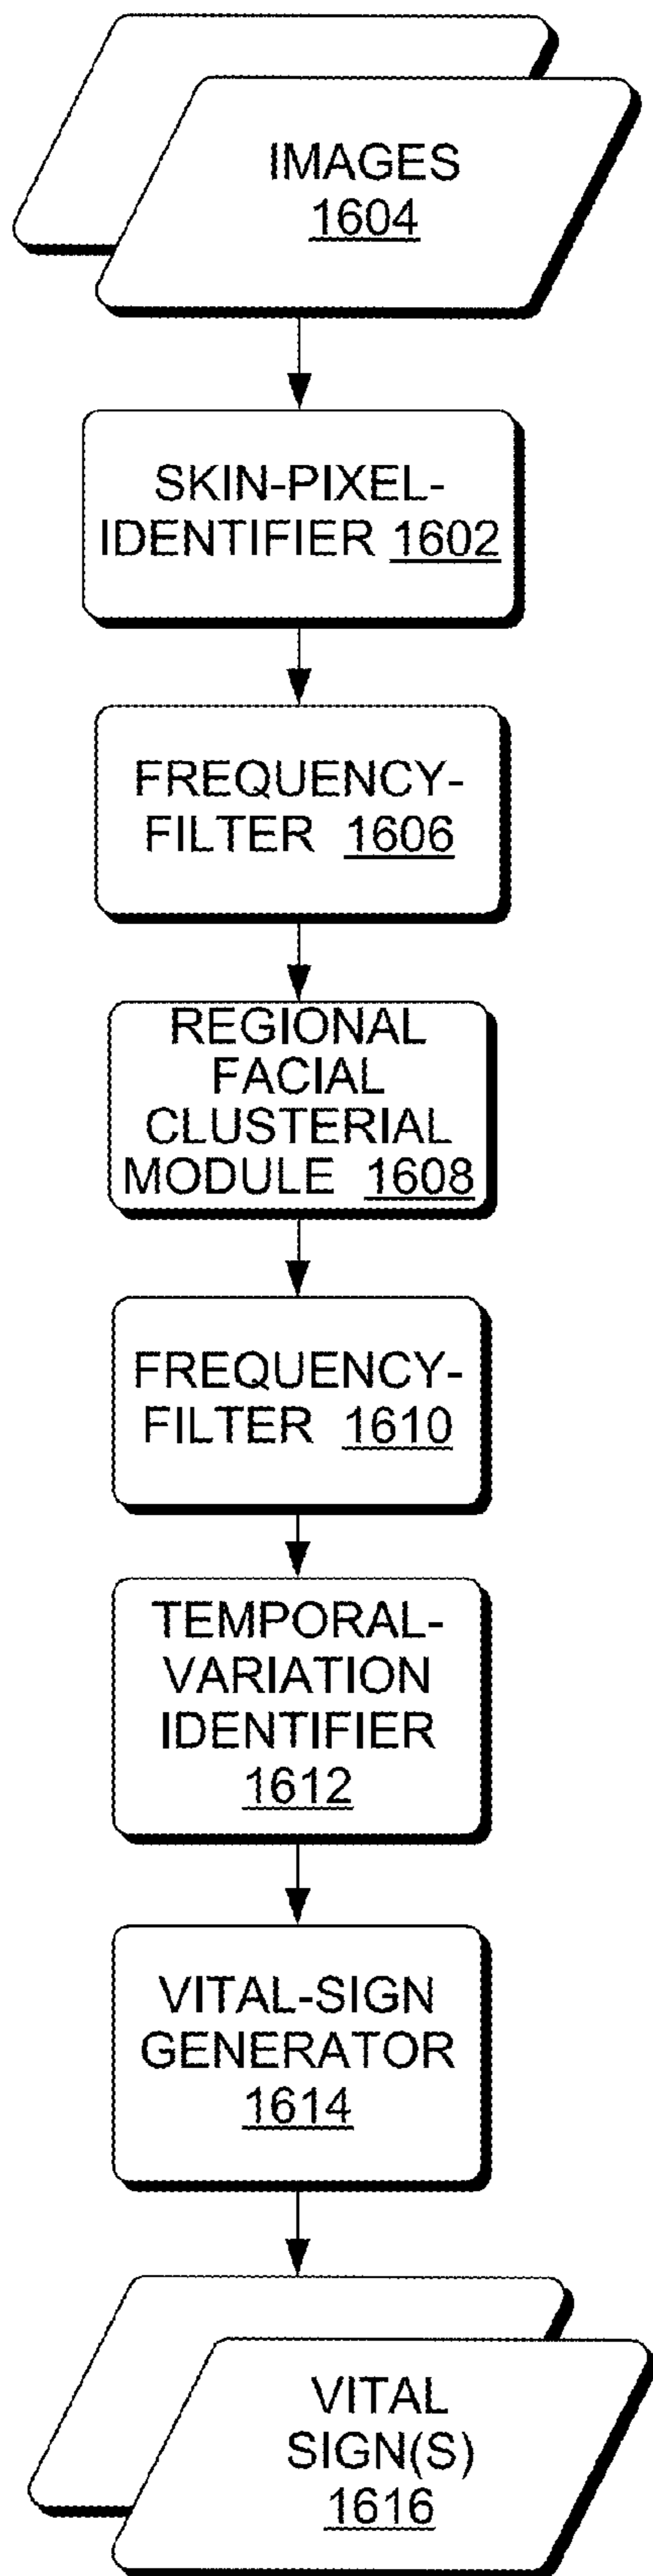 IMAGES
1604
SKIN-PIXEL-
IDENTIFIER 1602
FREQUENCY-
FILTER 1606
REGIONAL
FACIAL
CLUSTERIAL
MODULE 1608
FREQUENCY-
FILTER 1610
TEMPORAL-
VARIATION
IDENTIFIER
1612
VITAL-SIGN
GENERATOR
1614
VITAL
SIGN(S)
1616